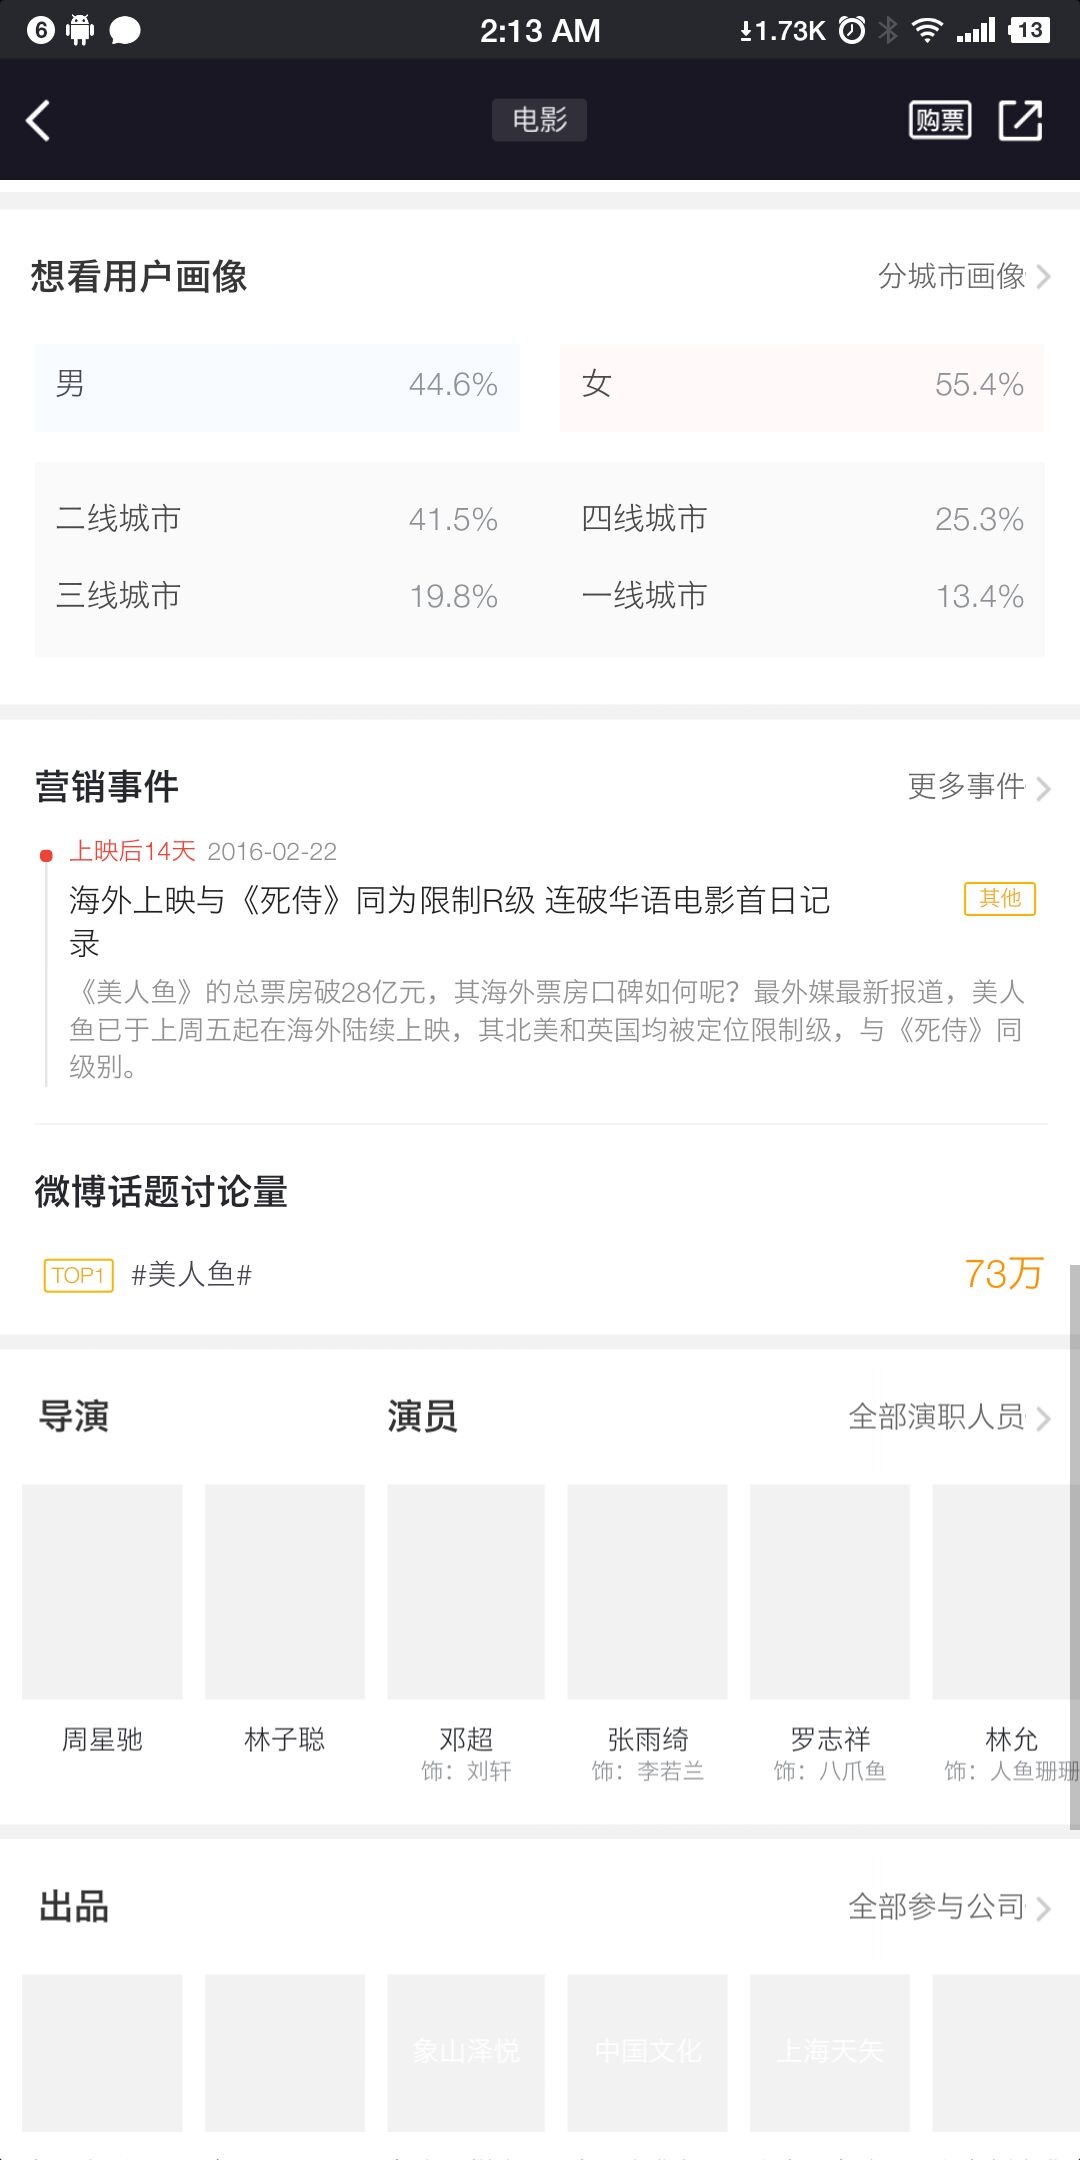 6
2:13 AM
1.73K
13
电影
购票
想看用户画像
分城市画像
男 44.6% 女 55.4%
二线城市 41.5% 四线城市 25.3%
三线城市 19.8% 一线城市 13.4%
营销事件
更多事件
上映后14天 2016-02-22
海外上映与《死侍》同为限制R级 连破华语电影首日记
录
其他
《美人鱼》的总票房破28亿元，其海外票房口碑如何呢？最外媒最新报道，美人
鱼已于上周五起在海外陆续上映，其北美和英国均被定位限制级，与《死侍》同
级别。
微博话题讨论量
TOP1 #美人鱼# 73万
导演 演员 全部演职人员
周星驰 林子聪 邓超 张雨绮 罗志祥 林允
饰：刘轩 饰：李若兰 饰：八爪鱼 饰：人鱼珊珊
出品
全部参与公司
象山泽悦 中国文化 上海天矢